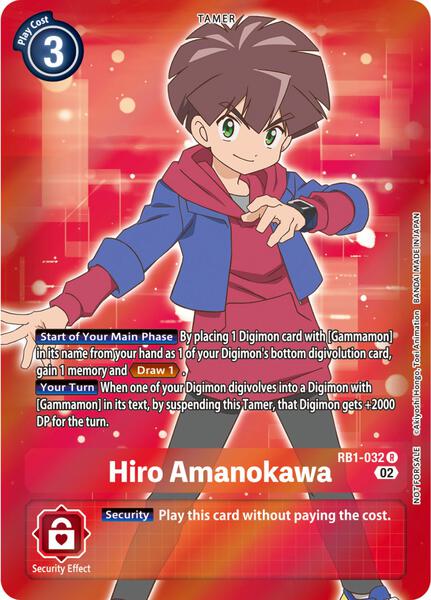 TAMER
Play Cost
3
Start of Your Main Phase By placing 1 Digimon card with [Gammamon]
in its name from your hand as 1 of your Digimon's bottom digivolution card,
gain 1 memory and Draw 1 .
Your Turn When one of your Digimon digivolves into a Digimon with
[Gammamon] in its text, by suspending this Tamer, that Digimon gets +2000
DP for the turn.
RB1-032 R
Hiro Amanokawa
02
Security Play this card without paying the cost.
Security Effect
NOT FOR SALE ©Akiyoshi Hongo, Toei Animation BANDAI MADE IN JAPAN